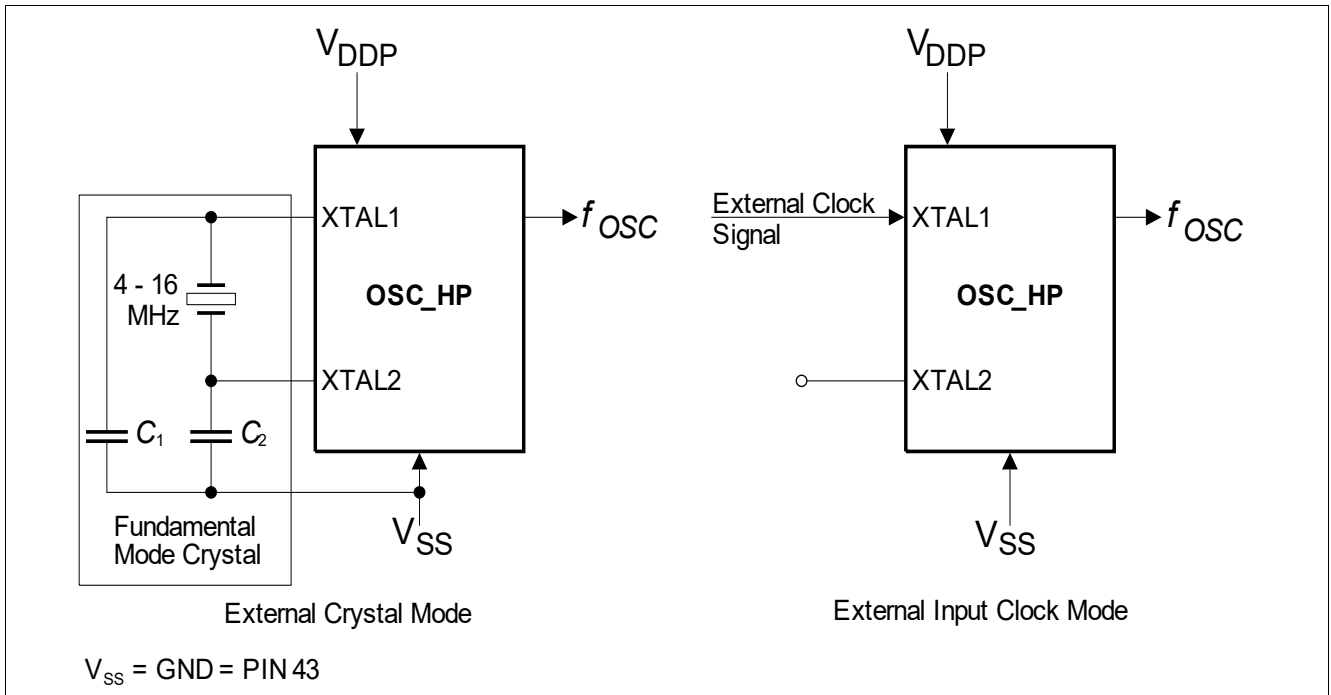 V_DDP
XTAL1
f_OSC
4 - 16
MHz
OSC_HP
XTAL2
C₁
C₂
Fundamental
Mode Crystal
V_SS
External Crystal Mode
V_SS = GND = PIN 43
V_DDP
External Clock
Signal
XTAL1
f_OSC
OSC_HP
XTAL2
V_SS
External Input Clock Mode